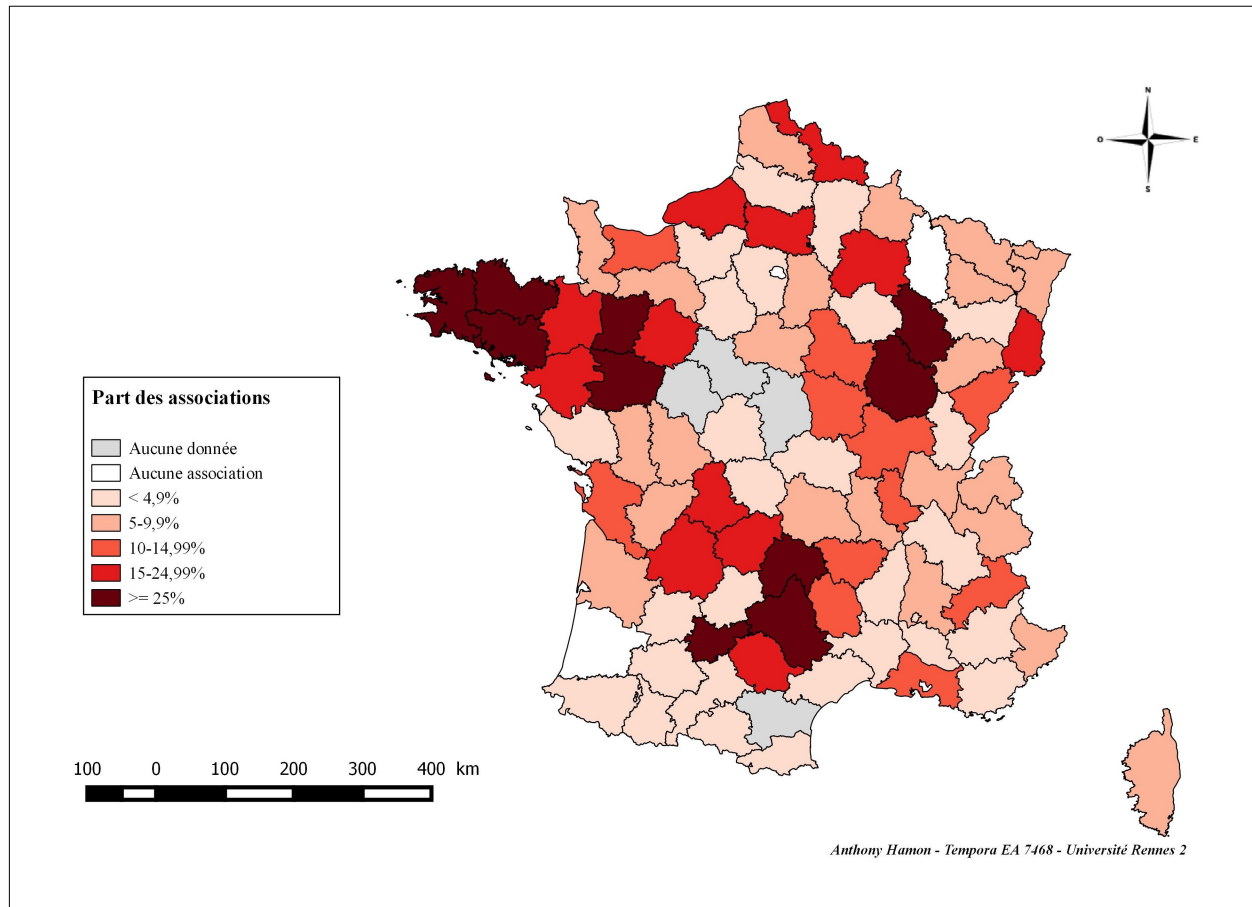 N
O E
S
Part des associations
Aucune donnée
Aucune association
< 4,9%
5-9,9%
10-14,99%
15-24,99%
>= 25%
100 0 100 200 300 400 km
Anthony Hamon - Tempora EA 7468 - Université Rennes 2